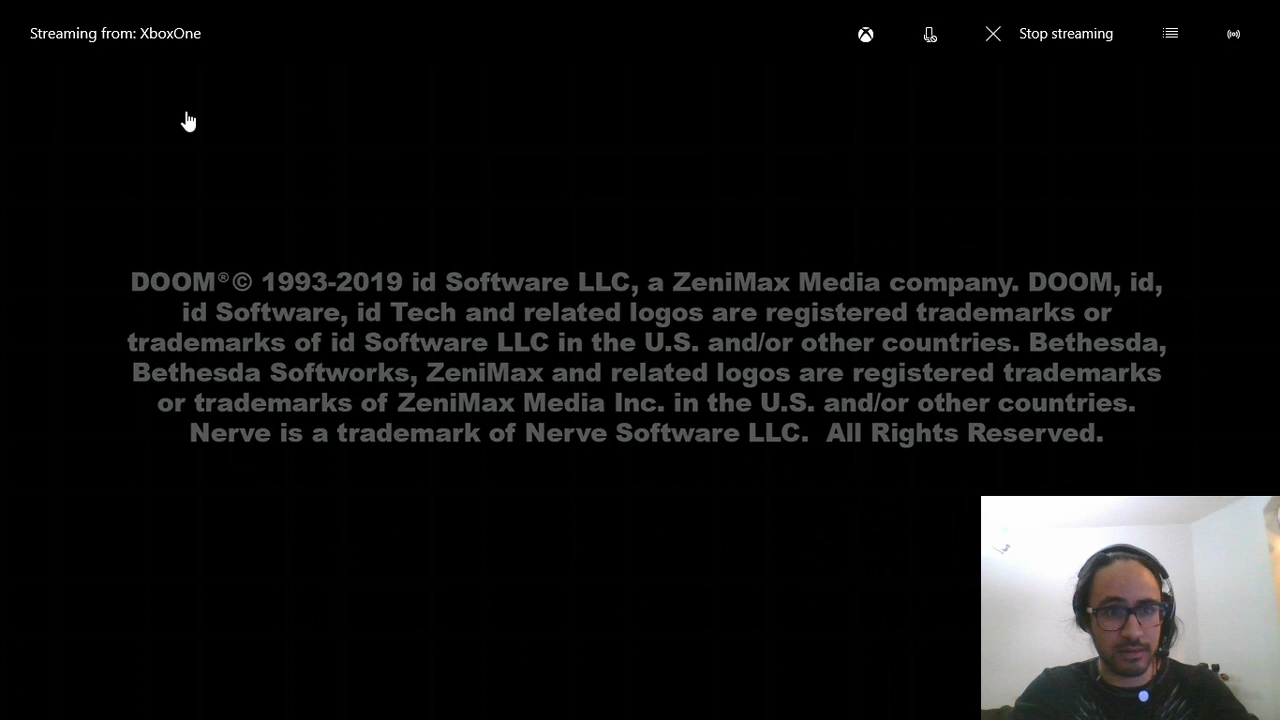 Streaming from: XboxOne
Stop streaming
DOOM®© 1993-2019 id Software LLC, a ZeniMax Media company. DOOM, id,
id Software, id Tech and related logos are registered trademarks or
trademarks of id Software LLC in the U.S. and/or other countries. Bethesda,
Bethesda Softworks, ZeniMax and related logos are registered trademarks
or trademarks of ZeniMax Media Inc. in the U.S. and/or other countries.
Nerve is a trademark of Nerve Software LLC.  All Rights Reserved.